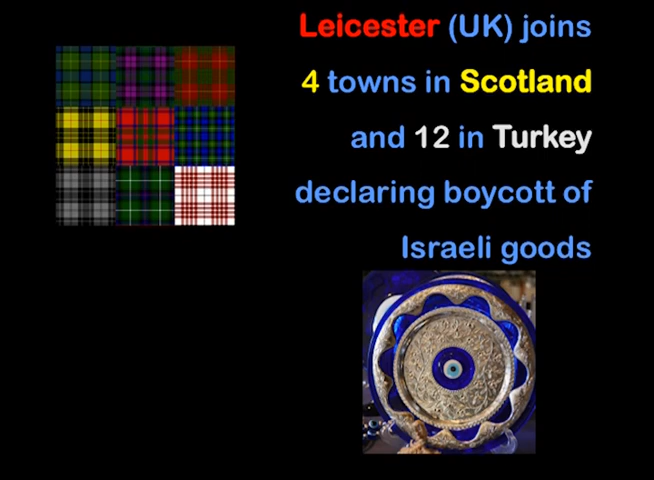 Leicester (UK) joins
4 towns in Scotland
and 12 in Turkey
declaring boycott of
Israeli goods